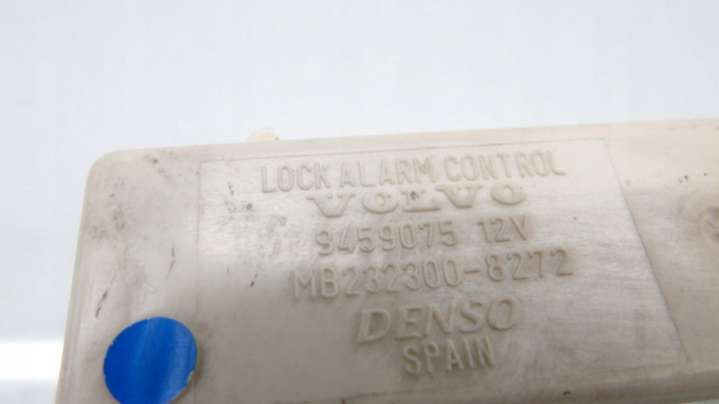 LOCK ALARM CONTROL
VOLVO
9459075 12V
MB232300-8272
DENSO
SPAIN